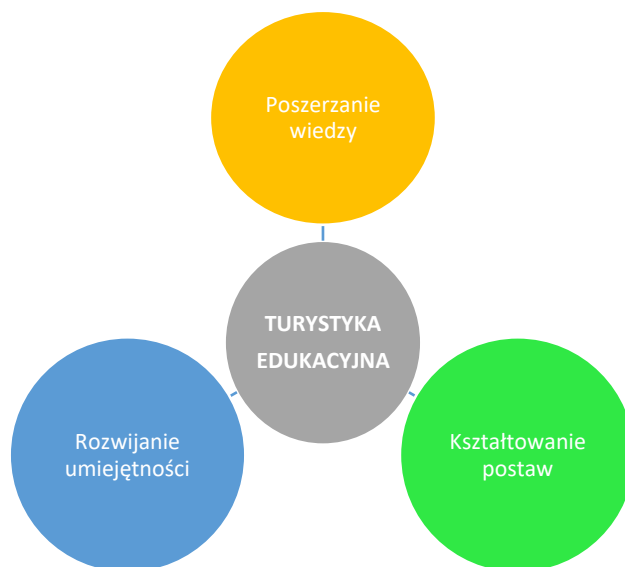 Poszerzanie
wiedzy
TURYSTYKA
EDUKACYJNA
Rozwijanie
umiejętności
Kształtowanie
postaw